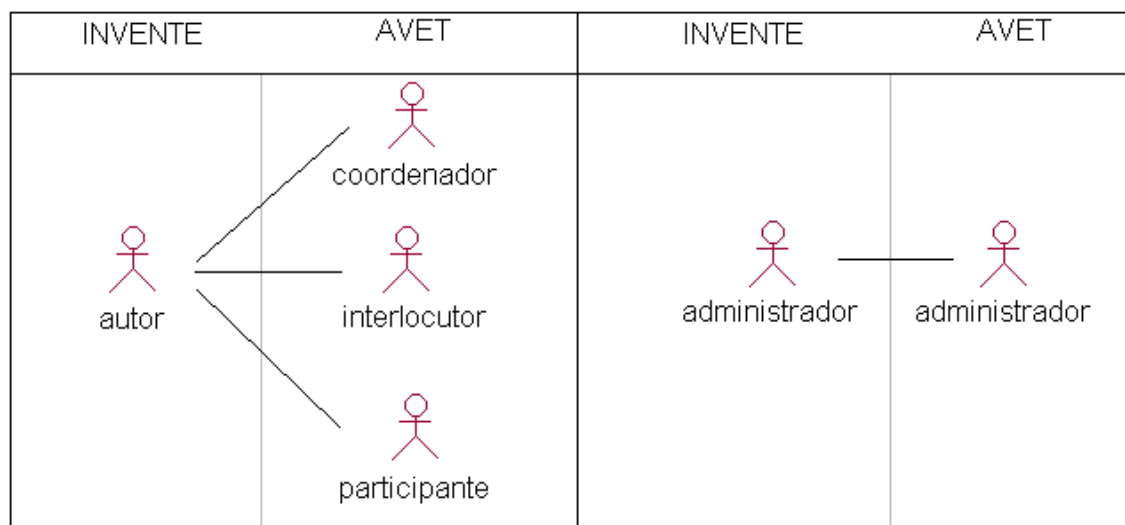 INVENTE AVET INVENTE AVET
coordenador
autor interlocutor administrador administrador
participante